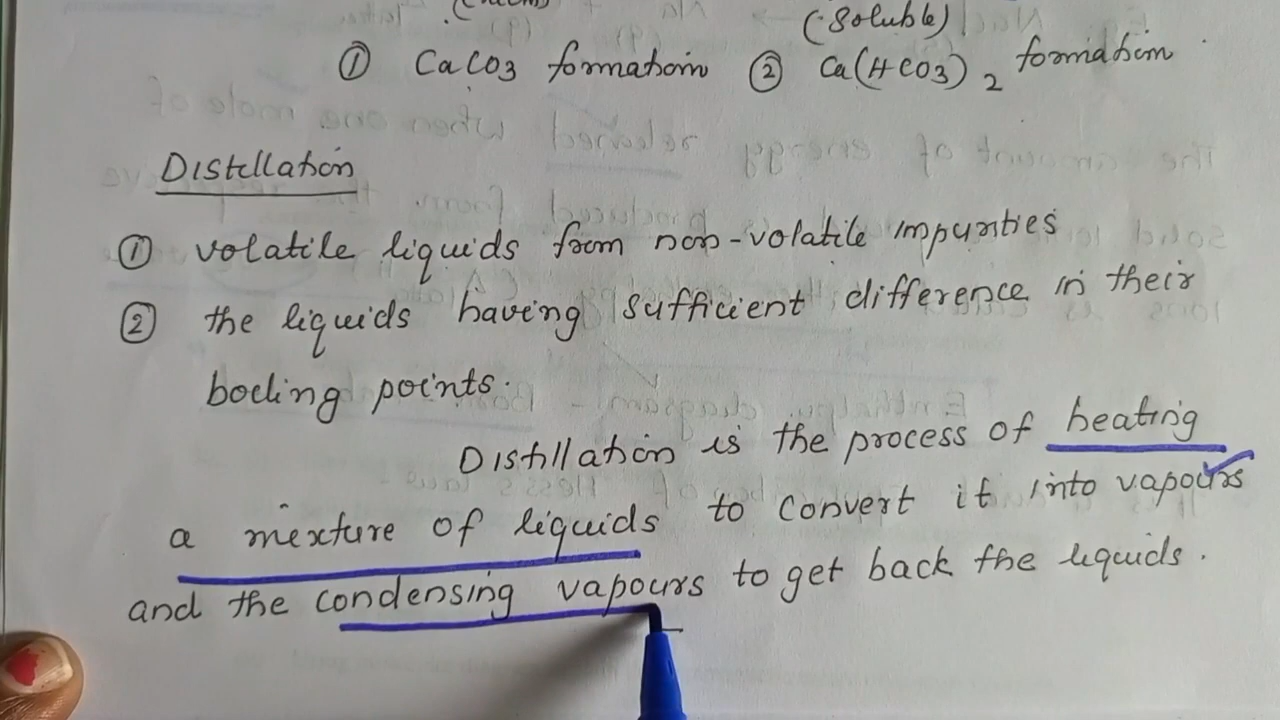 (Soluble)
① CaCO3 formation ② Ca(HCO3)2 formation
Distillation
① volatile liquids from non-volatile impurities
② the liquids having sufficient difference in their
boiling points.
Distillation is the process of heating
a mixture of liquids to convert it into vapours
and the condensing vapours to get back the liquids.